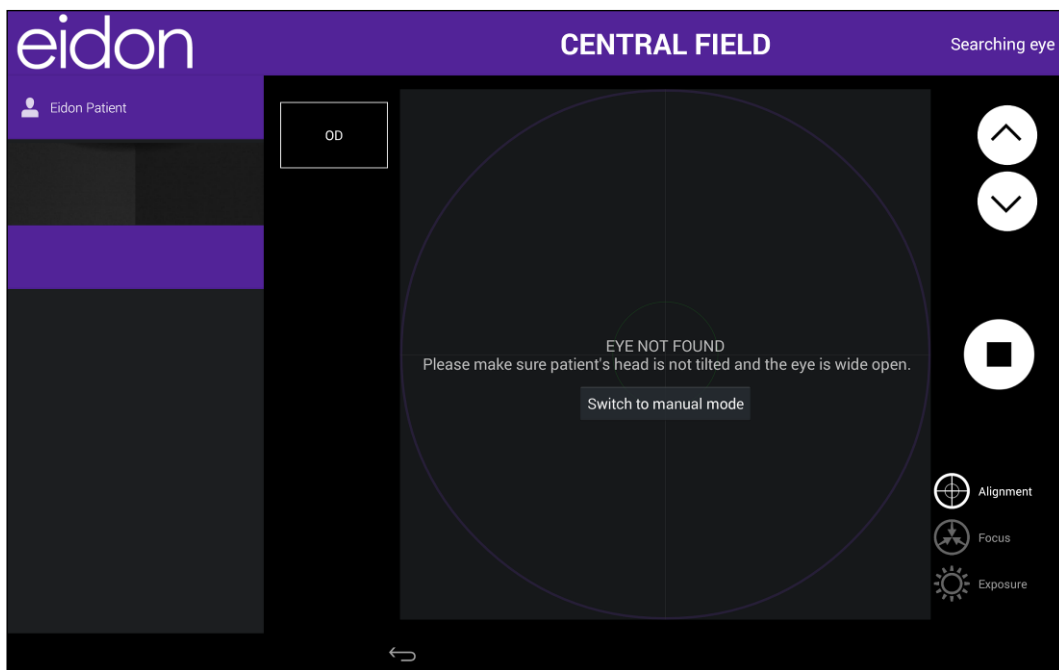 eidon
CENTRAL FIELD
Searching eye
Eidon Patient
OD
EYE NOT FOUND
Please make sure patient's head is not tilted and the eye is wide open.
Switch to manual mode
Alignment
Focus
Exposure